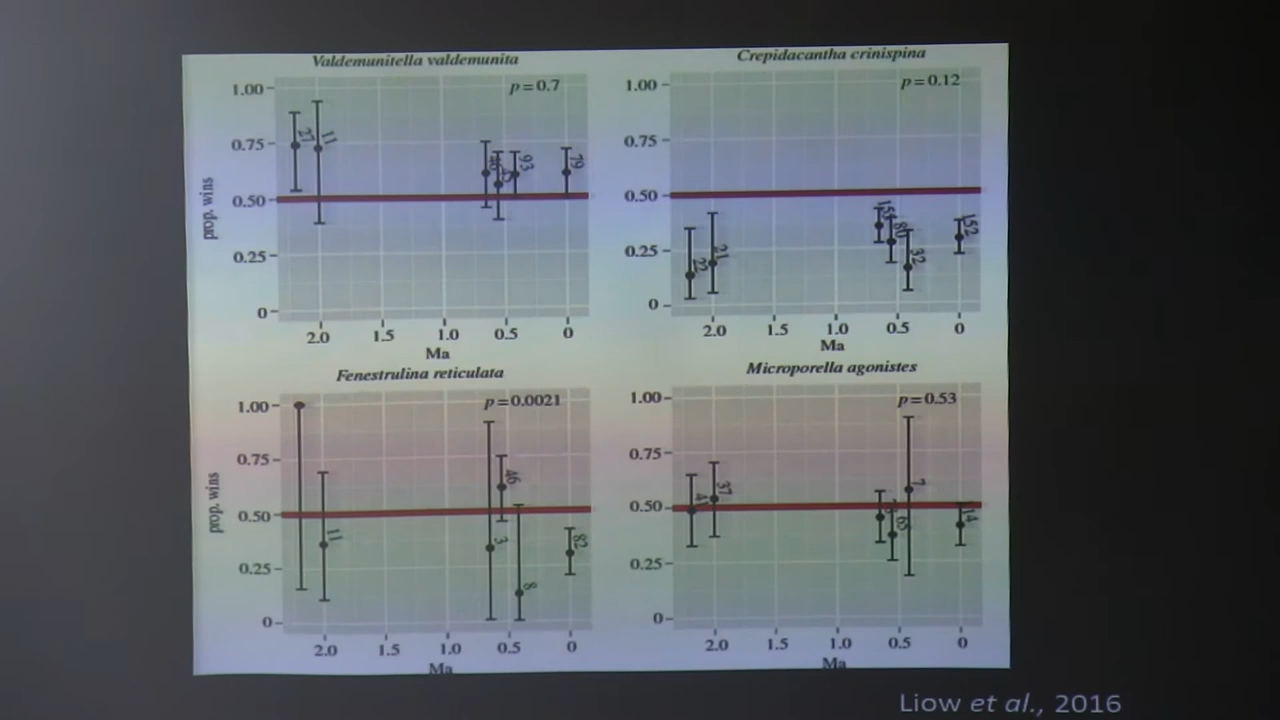 Valdemunitella valdemunita
p = 0.7
1.00
0.75
0.50
0.25
0
prop. wins
27
11
93
79
2.0 1.5 1.0 0.5 0
Ma
Crepidacantha crinispina
p = 0.12
1.00
0.75
0.50
0.25
0
22
21
155
80
32
152
2.0 1.5 1.0 0.5 0
Ma
Fenestrulina reticulata
p = 0.0021
1.00
0.75
0.50
0.25
0
prop. wins
11
3
46
8
82
2.0 1.5 1.0 0.5 0
Ma
Microporella agonistes
p = 0.53
1.00
0.75
0.50
0.25
0
41
37
65
7
2.0 1.5 1.0 0.5 0
Ma
Liow et al., 2016